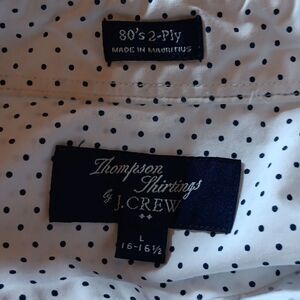 80's 2-Ply
MADE IN MAURITIUS
Thompson
Shirtings
by J.CREW
L
16-16½